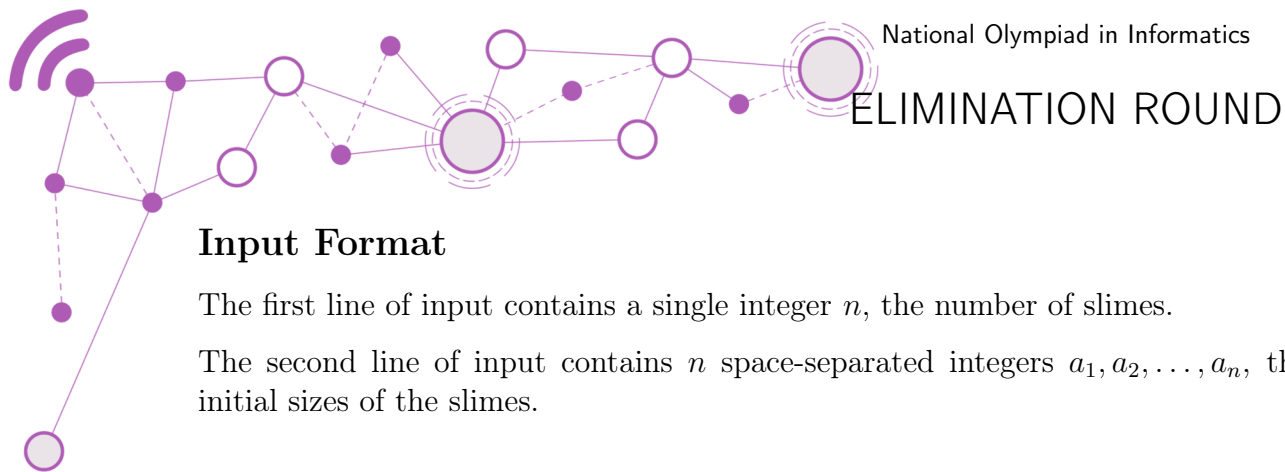 National Olympiad in Informatics
ELIMINATION ROUND
Input Format
The first line of input contains a single integer n, the number of slimes.
The second line of input contains n space-separated integers a₁, a₂, . . . , aₙ, th
initial sizes of the slimes.